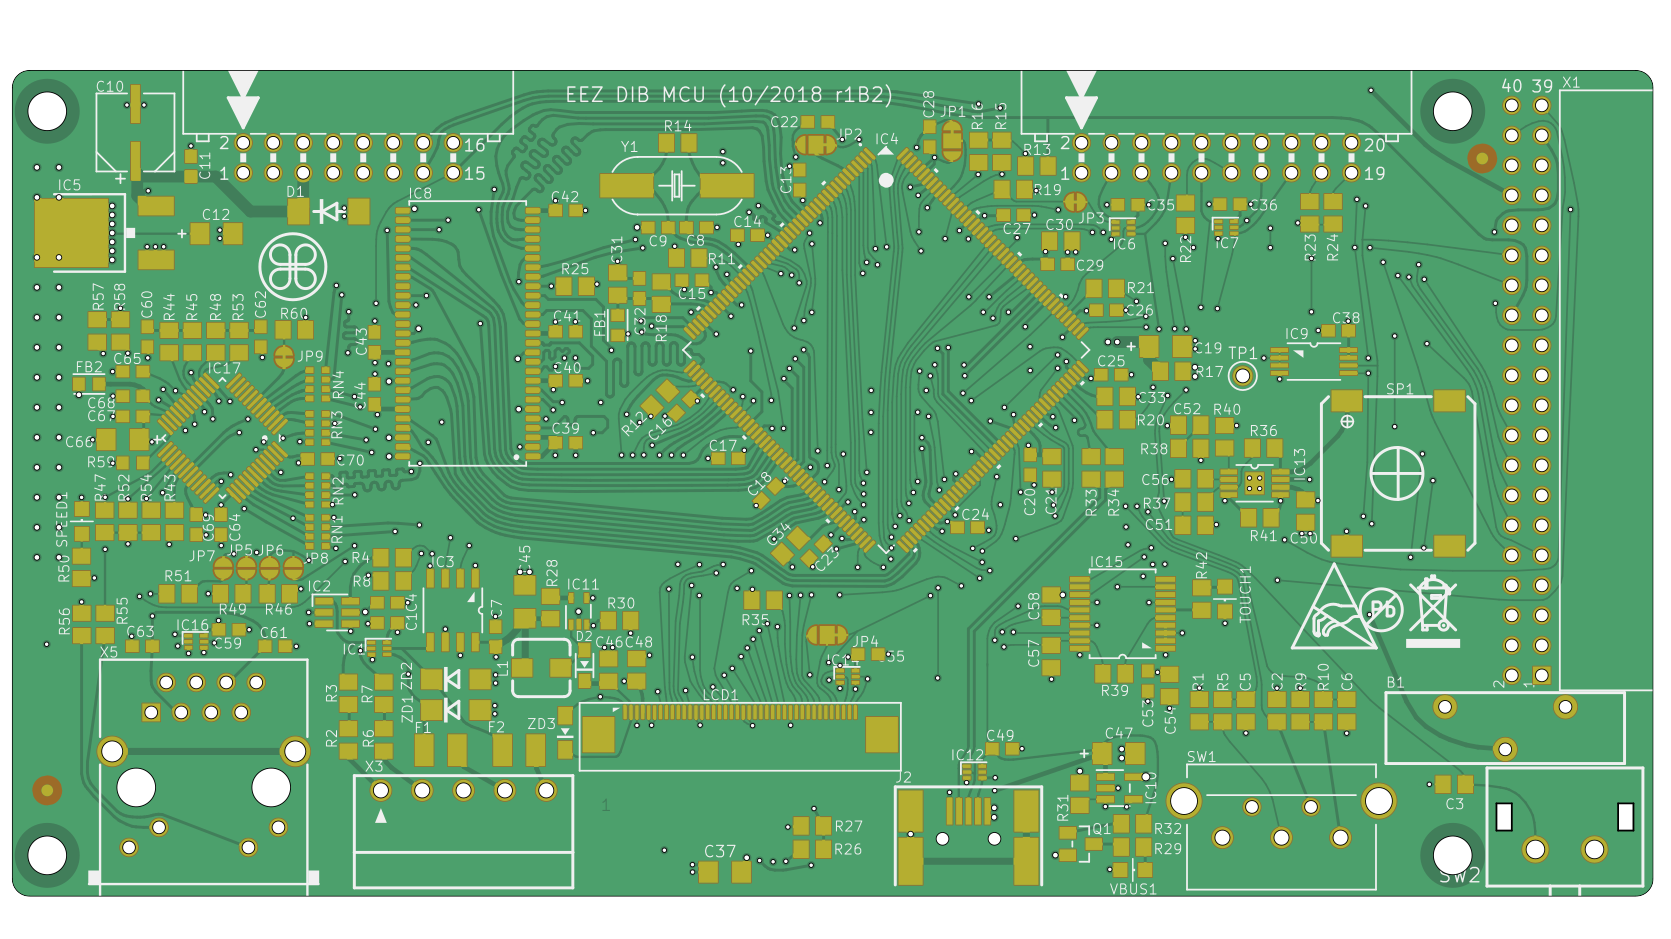 C10
EEZ DIB MCU (10/2018 r1B2)
40 39
X1
C28
JP1
R16
R15
C22
JP2
IC4
R14
Y1
2
16
1
15
2
20
1
19
C11
IC5
D1
IC8
C42
C13
R13
R19
C12
C14
C9
C8
C27
C30
JP3
C35
C36
IC6
R22
IC7
R23
R24
C31
R11
C29
R25
C15
R21
C26
R57
R58
C60
R44
R45
R48
R53
C62
R60
C43
C41
FB1
C32
R18
C19
TP1
IC9
C38
C65
FB2
IC17
JP9
C40
C25
R17
SP1
C68
C67
RN4
C44
R12
C16
C33
R20
C52
R40
C66
RN3
C39
R38
R36
R59
C70
C17
IC13
R47
R52
R54
R43
RN2
C18
C20
C21
R33
R34
C56
R37
C51
R41
C50
SPEED1
C69
C64
RN1
C34
C23
C24
R50
JP7
JP5
JP6
JP8
R4
IC3
C45
R28
IC15
R42
TOUCH1
R51
R8
IC2
IC11
R30
R35
C58
Pb
R56
R55
R49
R46
C1
C4
C7
IC16
C59
D2
C63
C61
IC1
C46
C48
JP4
C55
IC14
C57
X5
L1
R3
R7
ZD1
ZD2
LCD1
R39
C53
C54
R1
R5
C5
C2
R9
R10
C6
2
1
B1
R2
R6
F1
F2
ZD3
X3
C49
C47
IC12
SW1
J2
IC10
C3
1
R31
R27
R26
Q1
R32
R29
C37
VBUS1
SW2